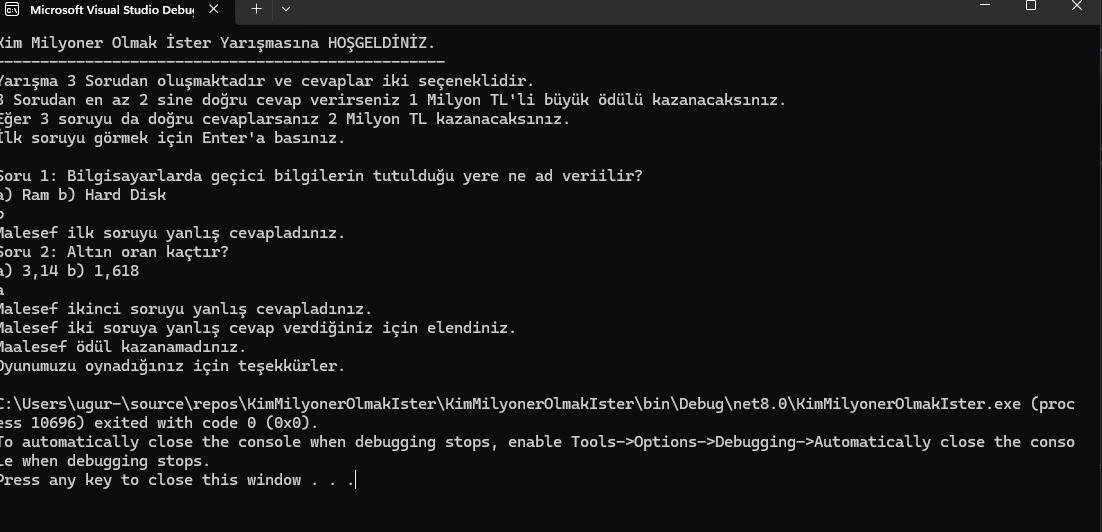 Microsoft Visual Studio Debug
Kim Milyoner Olmak İster Yarışmasına HOŞGELDİNİZ.
--------------------------------------------------
Yarışma 3 Sorudan oluşmaktadır ve cevaplar iki seçeneklidir.
3 Sorudan en az 2 sine doğru cevap verirseniz 1 Milyon TL'li büyük ödülü kazanacaksınız.
Eğer 3 soruyu da doğru cevaplarsanız 2 Milyon TL kazanacaksınız.
İlk soruyu görmek için Enter'a basınız.
Soru 1: Bilgisayarlarda geçici bilgilerin tutulduğu yere ne ad veriilir?
a) Ram b) Hard Disk
b
Malesef ilk soruyu yanlış cevapladınız.
Soru 2: Altın oran kaçtır?
a) 3,14 b) 1,618
a
Malesef ikinci soruyu yanlış cevapladınız.
Malesef iki soruya yanlış cevap verdiğiniz için elendiniz.
Maalesef ödül kazanamadınız.
Oyunumuzu oynadığınız için teşekkürler.
C:\Users\ugur-\source\repos\KimMilyonerOlmakIster\KimMilyonerOlmakIster\bin\Debug\net8.0\KimMilyonerOlmakIster.exe (proc
ess 10696) exited with code 0 (0x0).
To automatically close the console when debugging stops, enable Tools->Options->Debugging->Automatically close the conso
le when debugging stops.
Press any key to close this window . . .